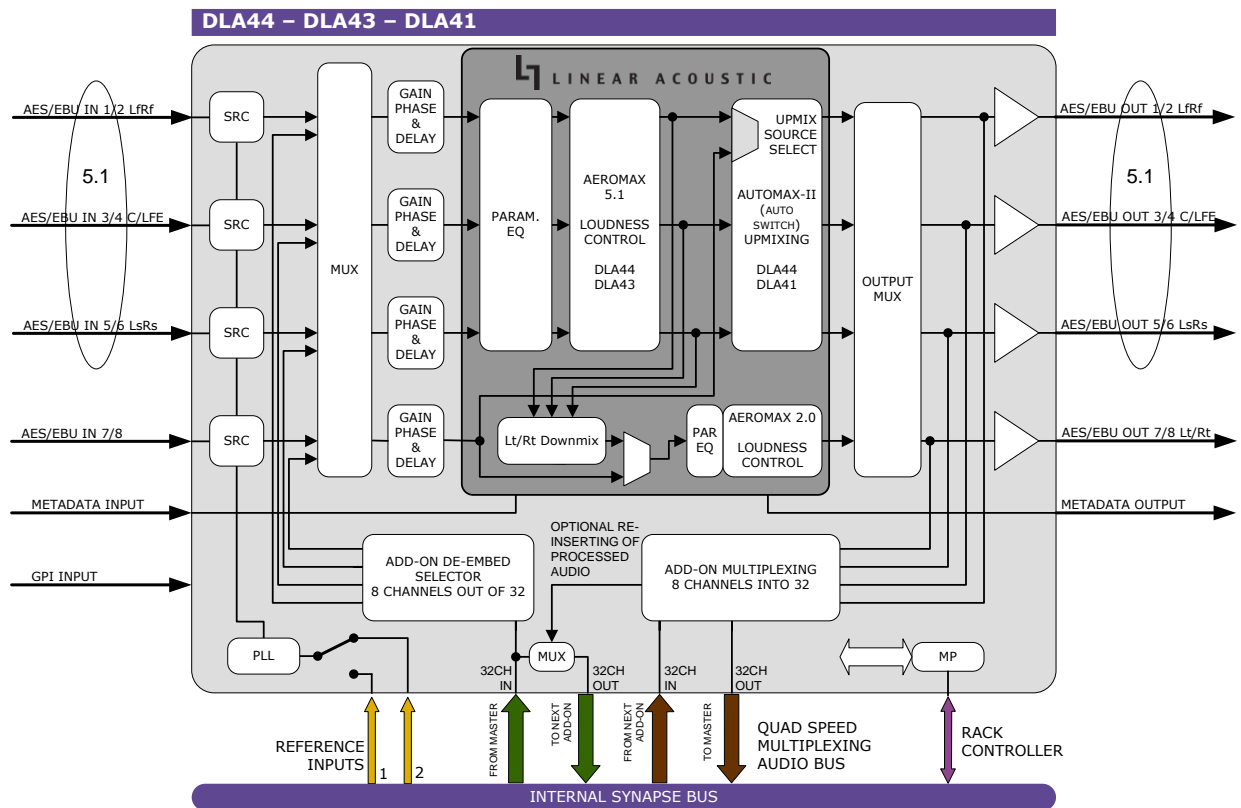 DLA44 – DLA43 – DLA41
LINEAR ACOUSTIC
AES/EBU IN 1/2 LfRf
5.1
AES/EBU IN 3/4 C/LFE
AES/EBU IN 5/6 LsRs
AES/EBU IN 7/8
METADATA INPUT
GPI INPUT
SRC
SRC
SRC
SRC
MUX
GAIN
PHASE
&
DELAY
GAIN
PHASE
&
DELAY
GAIN
PHASE
&
DELAY
GAIN
PHASE
&
DELAY
PARAM.
EQ
AEROMAX
5.1
LOUDNESS
CONTROL
DLA44
DLA43
UPMIX
SOURCE
SELECT
AUTOMAX-II
(AUTO
SWITCH)
UPMIXING
DLA44
DLA41
Lt/Rt Downmix
PAR
EQ
AEROMAX 2.0
LOUDNESS
CONTROL
OUTPUT
MUX
AES/EBU OUT 1/2 LfRf
5.1
AES/EBU OUT 3/4 C/LFE
AES/EBU OUT 5/6 LsRs
AES/EBU OUT 7/8 Lt/Rt
METADATA OUTPUT
OPTIONAL RE-
INSERTING OF
PROCESSED
AUDIO
ADD-ON DE-EMBED
SELECTOR
8 CHANNELS OUT OF 32
ADD-ON MULTIPLEXING
8 CHANNELS INTO 32
PLL
MUX
MP
32CH
IN
32CH
OUT
32CH
IN
32CH
OUT
REFERENCE
INPUTS
1
2
FROM MASTER
TO NEXT
ADD-ON
FROM NEXT
ADD-ON
TO MASTER
QUAD SPEED
MULTIPLEXING
AUDIO BUS
RACK
CONTROLLER
INTERNAL SYNAPSE BUS